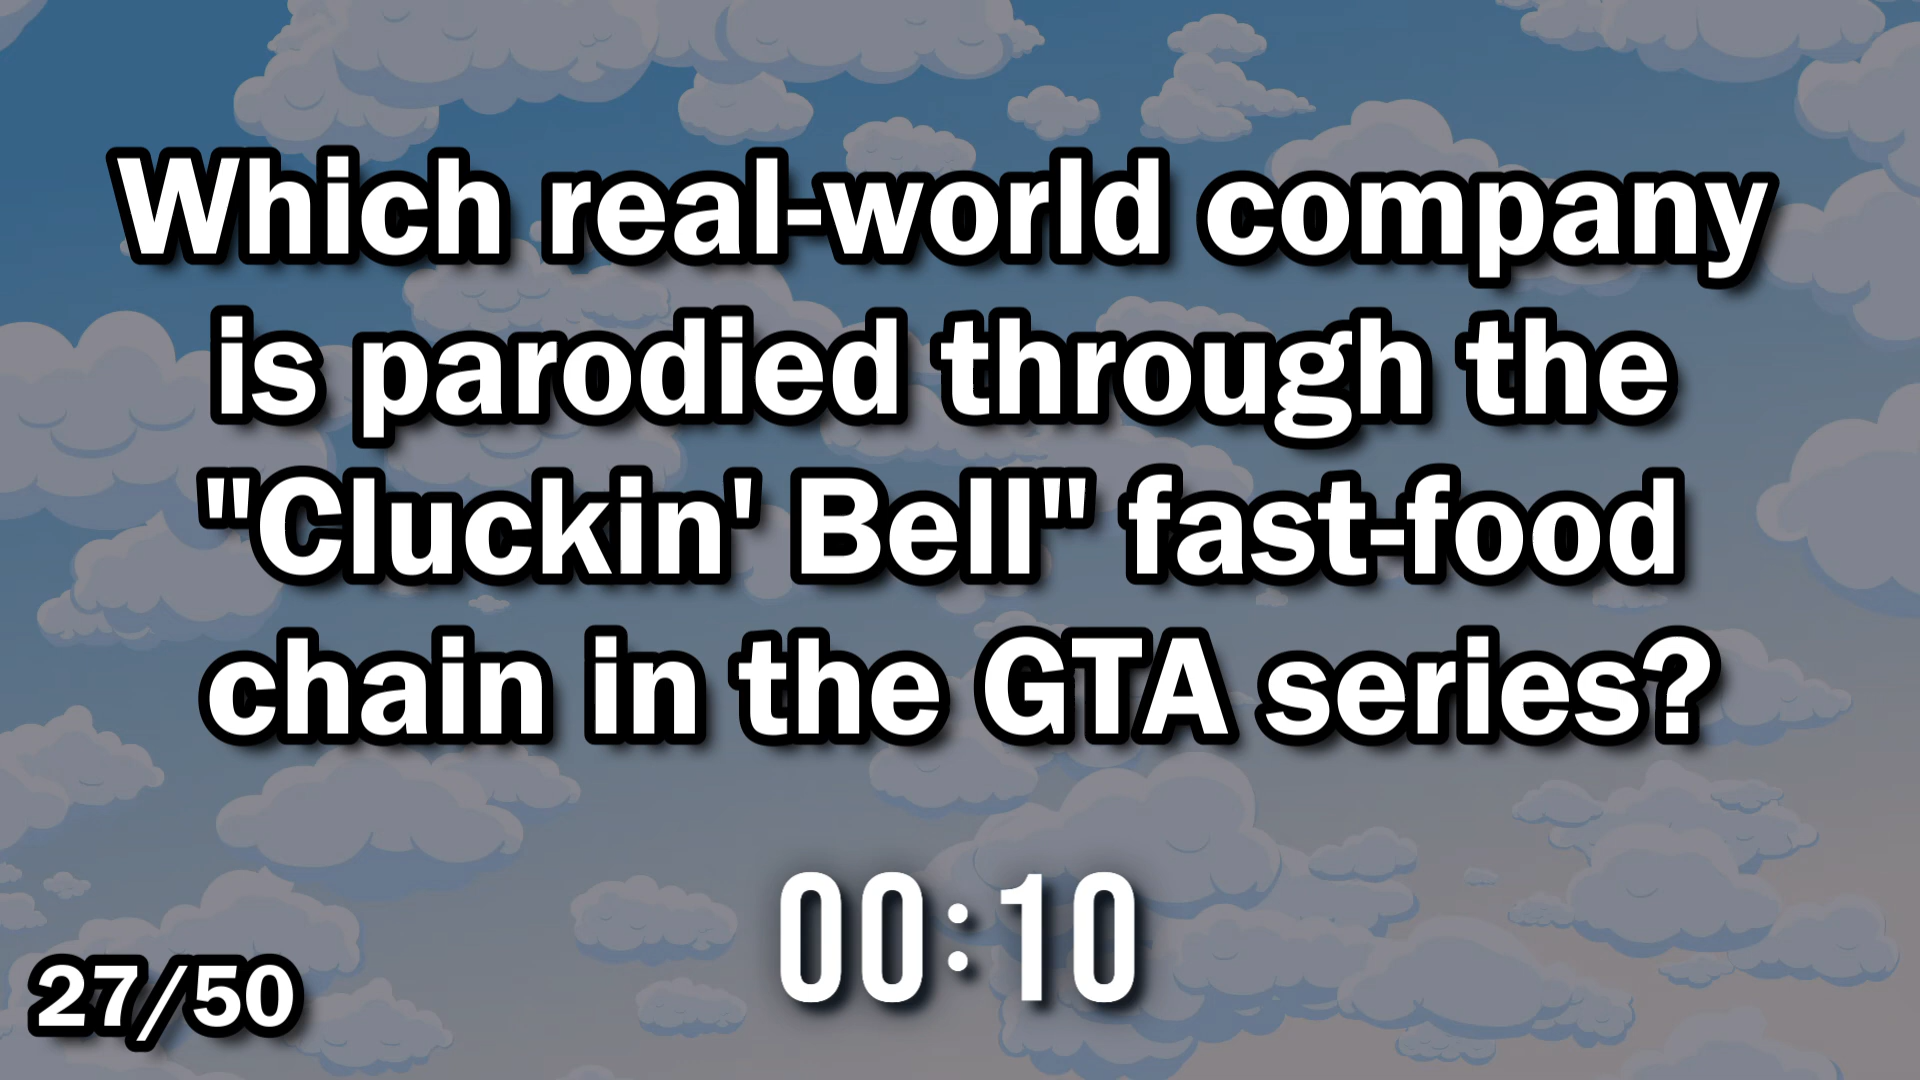 Which real-world company
is parodied through the
"Cluckin' Bell" fast-food
chain in the GTA series?
00:10
27/50